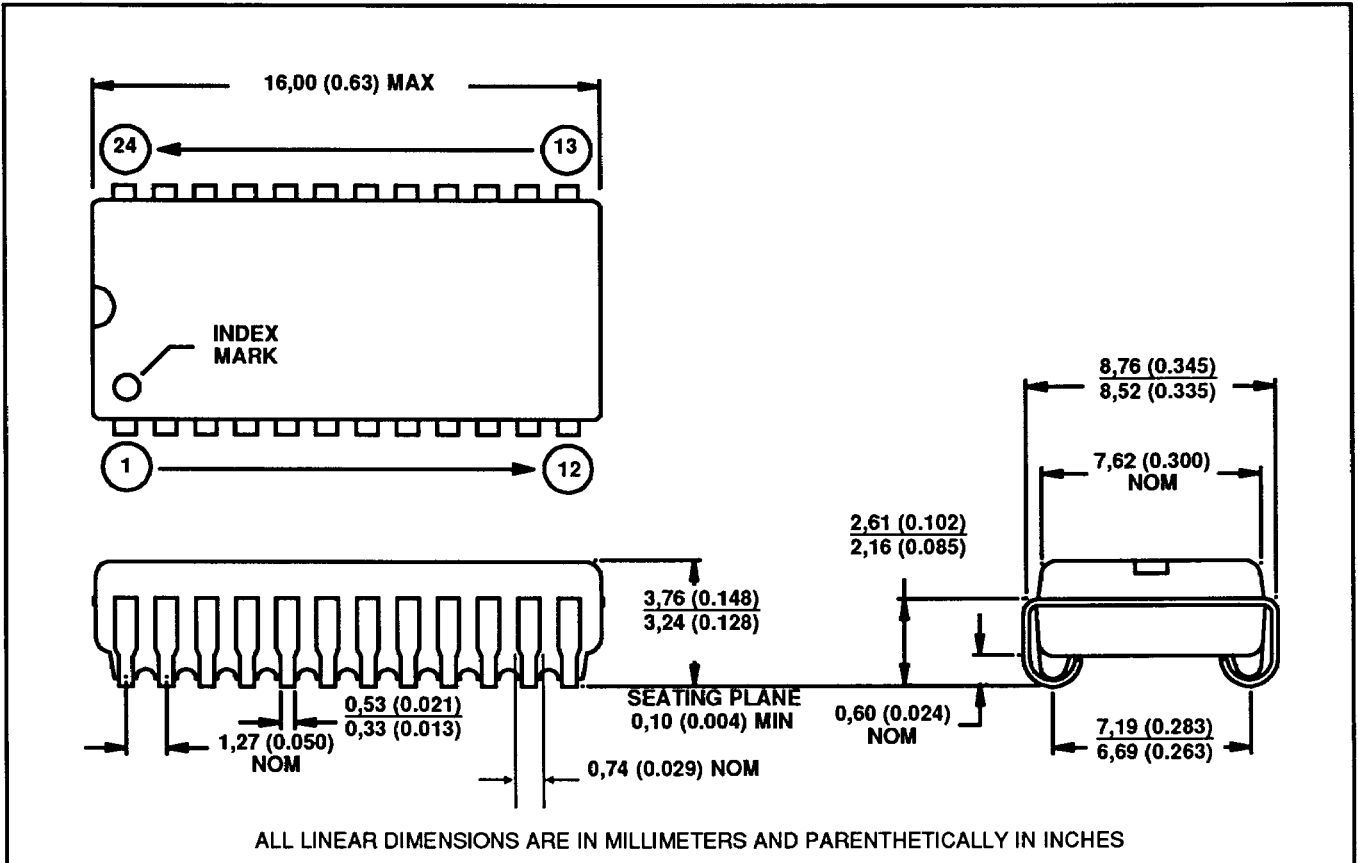 16,00 (0.63) MAX
24
13
INDEX
MARK
1
12
8,76 (0.345)
8,52 (0.335)
7,62 (0.300)
NOM
2,61 (0.102)
2,16 (0.085)
3,76 (0.148)
3,24 (0.128)
SEATING PLANE
0,10 (0.004) MIN
0,53 (0.021)
0,33 (0.013)
1,27 (0.050)
NOM
0,74 (0.029) NOM
0,60 (0.024)
NOM
7,19 (0.283)
6,69 (0.263)
ALL LINEAR DIMENSIONS ARE IN MILLIMETERS AND PARENTHETICALLY IN INCHES